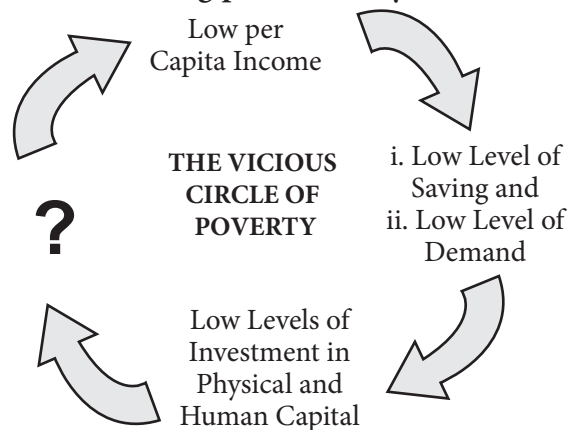 Low per
Capita Income
THE VICIOUS
CIRCLE OF
POVERTY
i. Low Level of
Saving and
ii. Low Level of
Demand
?
Low Levels of
Investment in
Physical and
Human Capital